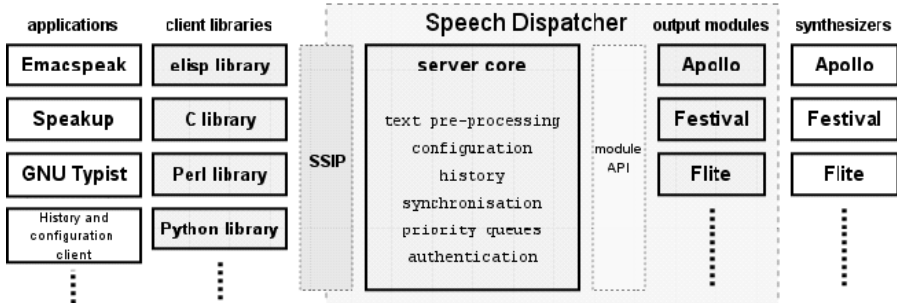 Speech Dispatcher
applications
client libraries
output modules
synthesizers
Emacspeak
Speakup
GNU Typist
History and
configuration
client
elisp library
C library
Perl library
Python library
SSIP
server core
text pre-processing
configuration
history
synchronisation
priority queues
authentication
module
API
Apollo
Festival
Flite
Apollo
Festival
Flite